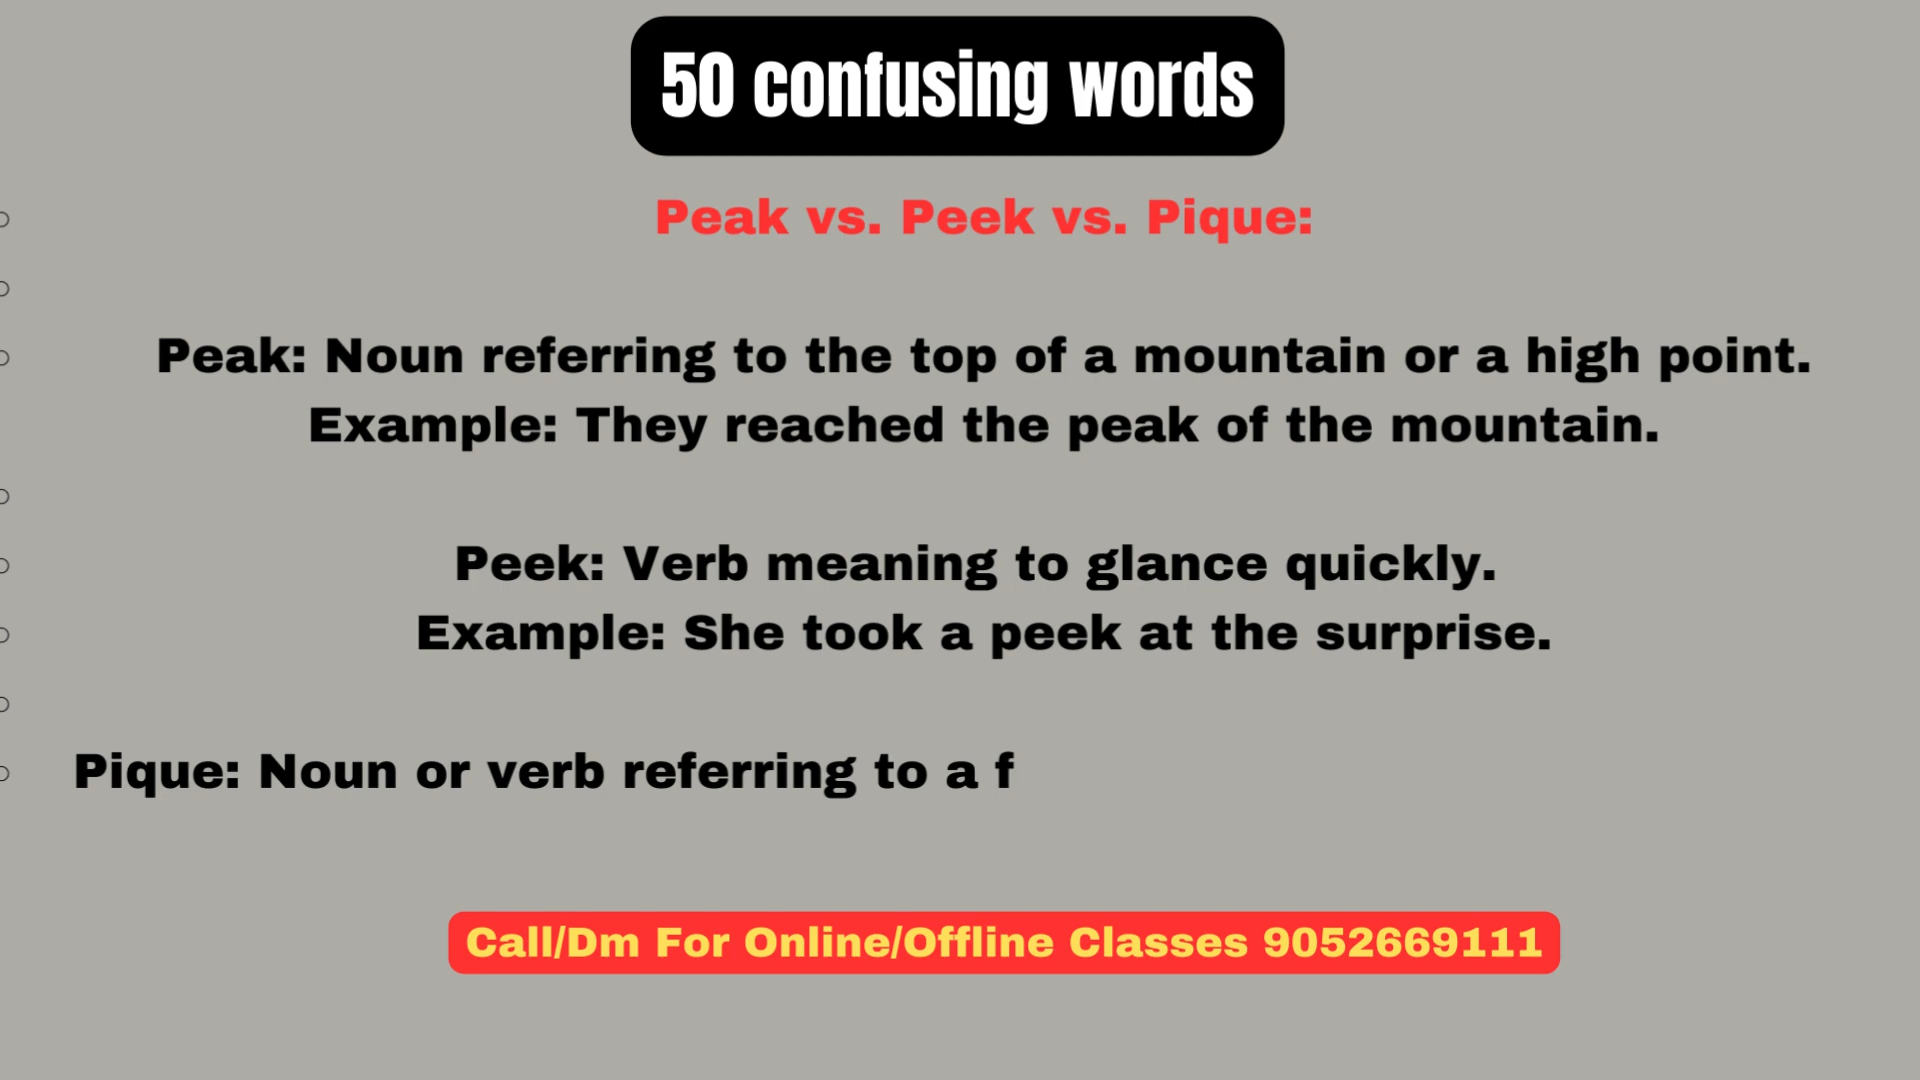 50 confusing words
Peak vs. Peek vs. Pique:
Peak: Noun referring to the top of a mountain or a high point.
Example: They reached the peak of the mountain.
Peek: Verb meaning to glance quickly.
Example: She took a peek at the surprise.
Pique: Noun or verb referring to a f
Call/Dm For Online/Offline Classes 9052669111